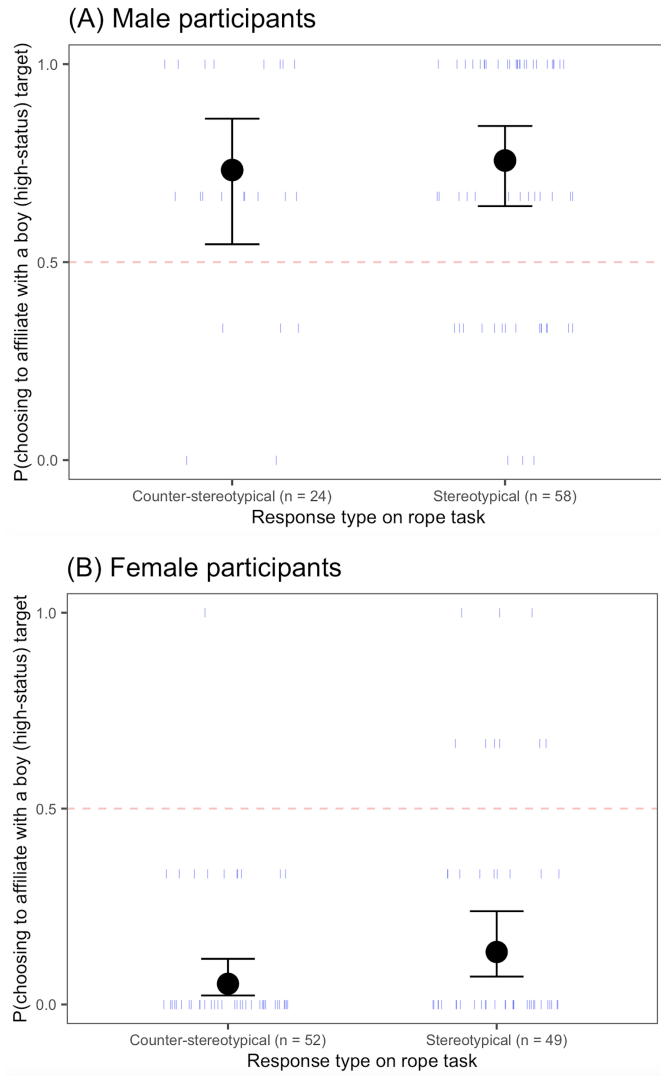 (A) Male participants
P(choosing to affiliate with a boy (high-status) target)
1.0
0.5
0.0
Counter-stereotypical (n = 24)
Stereotypical (n = 58)
Response type on rope task
(B) Female participants
P(choosing to affiliate with a boy (high-status) target
1.0
0.5
0.0
Counter-stereotypical (n = 52)
Stereotypical (n = 49)
Response type on rope task